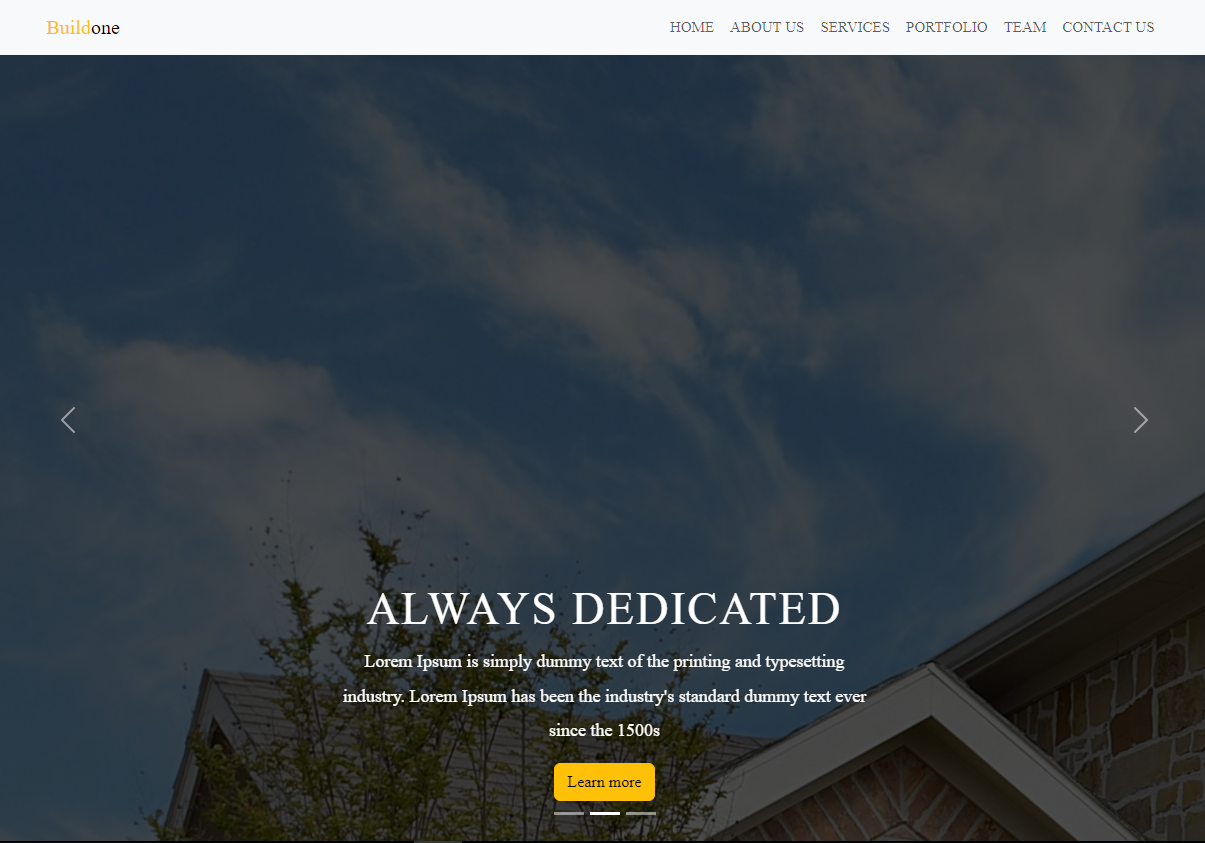 Buildone
HOME ABOUT US SERVICES PORTFOLIO TEAM CONTACT US
ALWAYS DEDICATED
Lorem Ipsum is simply dummy text of the printing and typesetting
industry. Lorem Ipsum has been the industry's standard dummy text ever
since the 1500s
Learn more